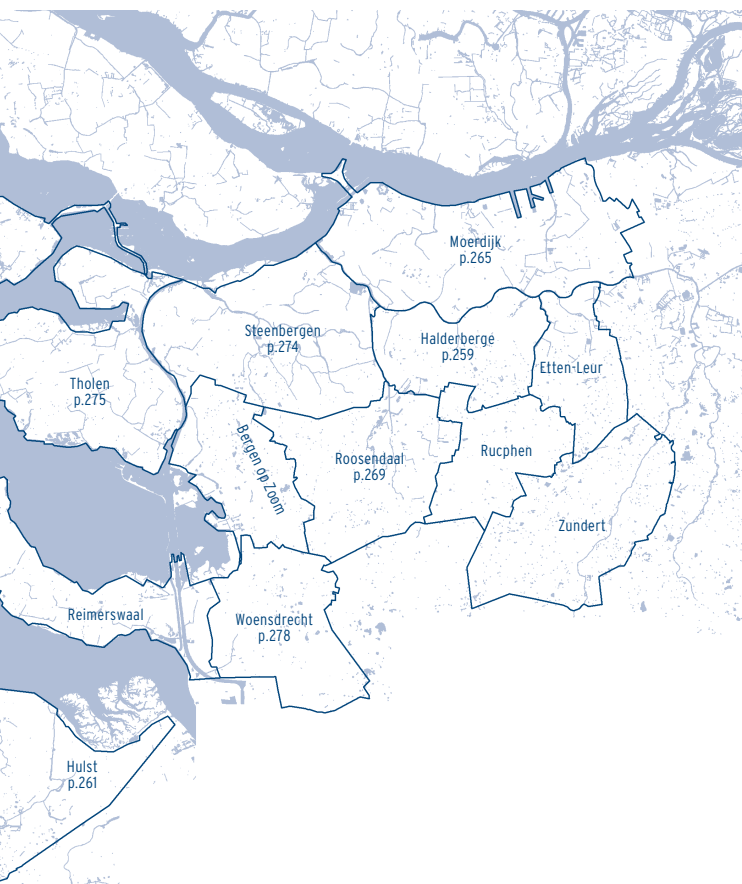 Moerdijk
p.265
Steenbergen
p.274
Halderberge
p.259
Etten-Leur
Tholen
p.275
Bergen op Zoom
Roosendaal
p.269
Rucphen
Zundert
Reimerswaal
Woensdrecht
p.278
Hulst
p.261